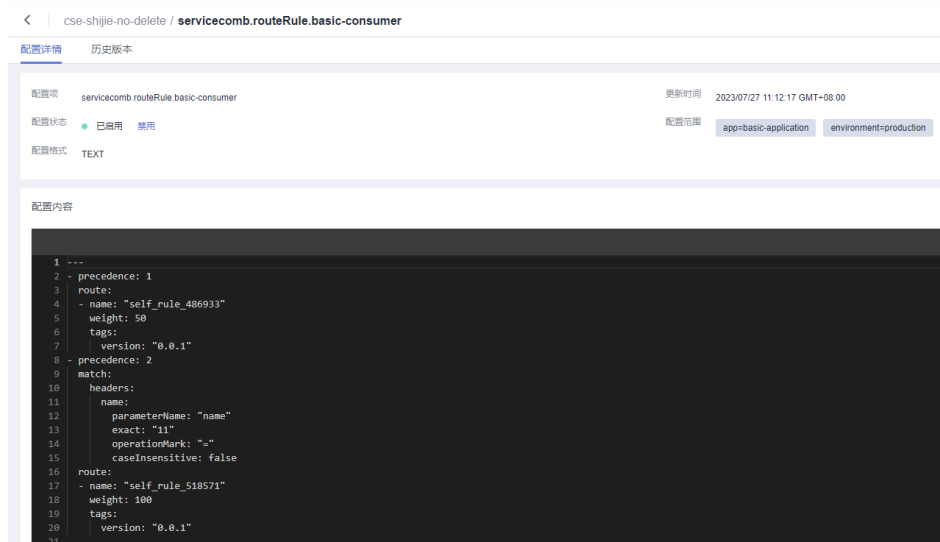 cse-shijie-no-delete / servicecomb.routeRule.basic-consumer
配置详情 历史版本
配置项 servicecomb.routeRule.basic-consumer 更新时间 2023/07/27 11:12:17 GMT+08:00
配置状态 已启用 禁用 配置范围 app=basic-application environment=production
配置格式 TEXT
配置内容
1 ---
2 - precedence: 1
3 route:
4 - name: "self_rule_486933"
5 weight: 50
6 tags:
7 version: "0.0.1"
8 - precedence: 2
9 match:
10 headers:
11 name:
12 parameterName: "name"
13 exact: "11"
14 operationMark: "="
15 caseInsensitive: false
16 route:
17 - name: "self_rule_518571"
18 weight: 100
19 tags:
20 version: "0.0.1"
21